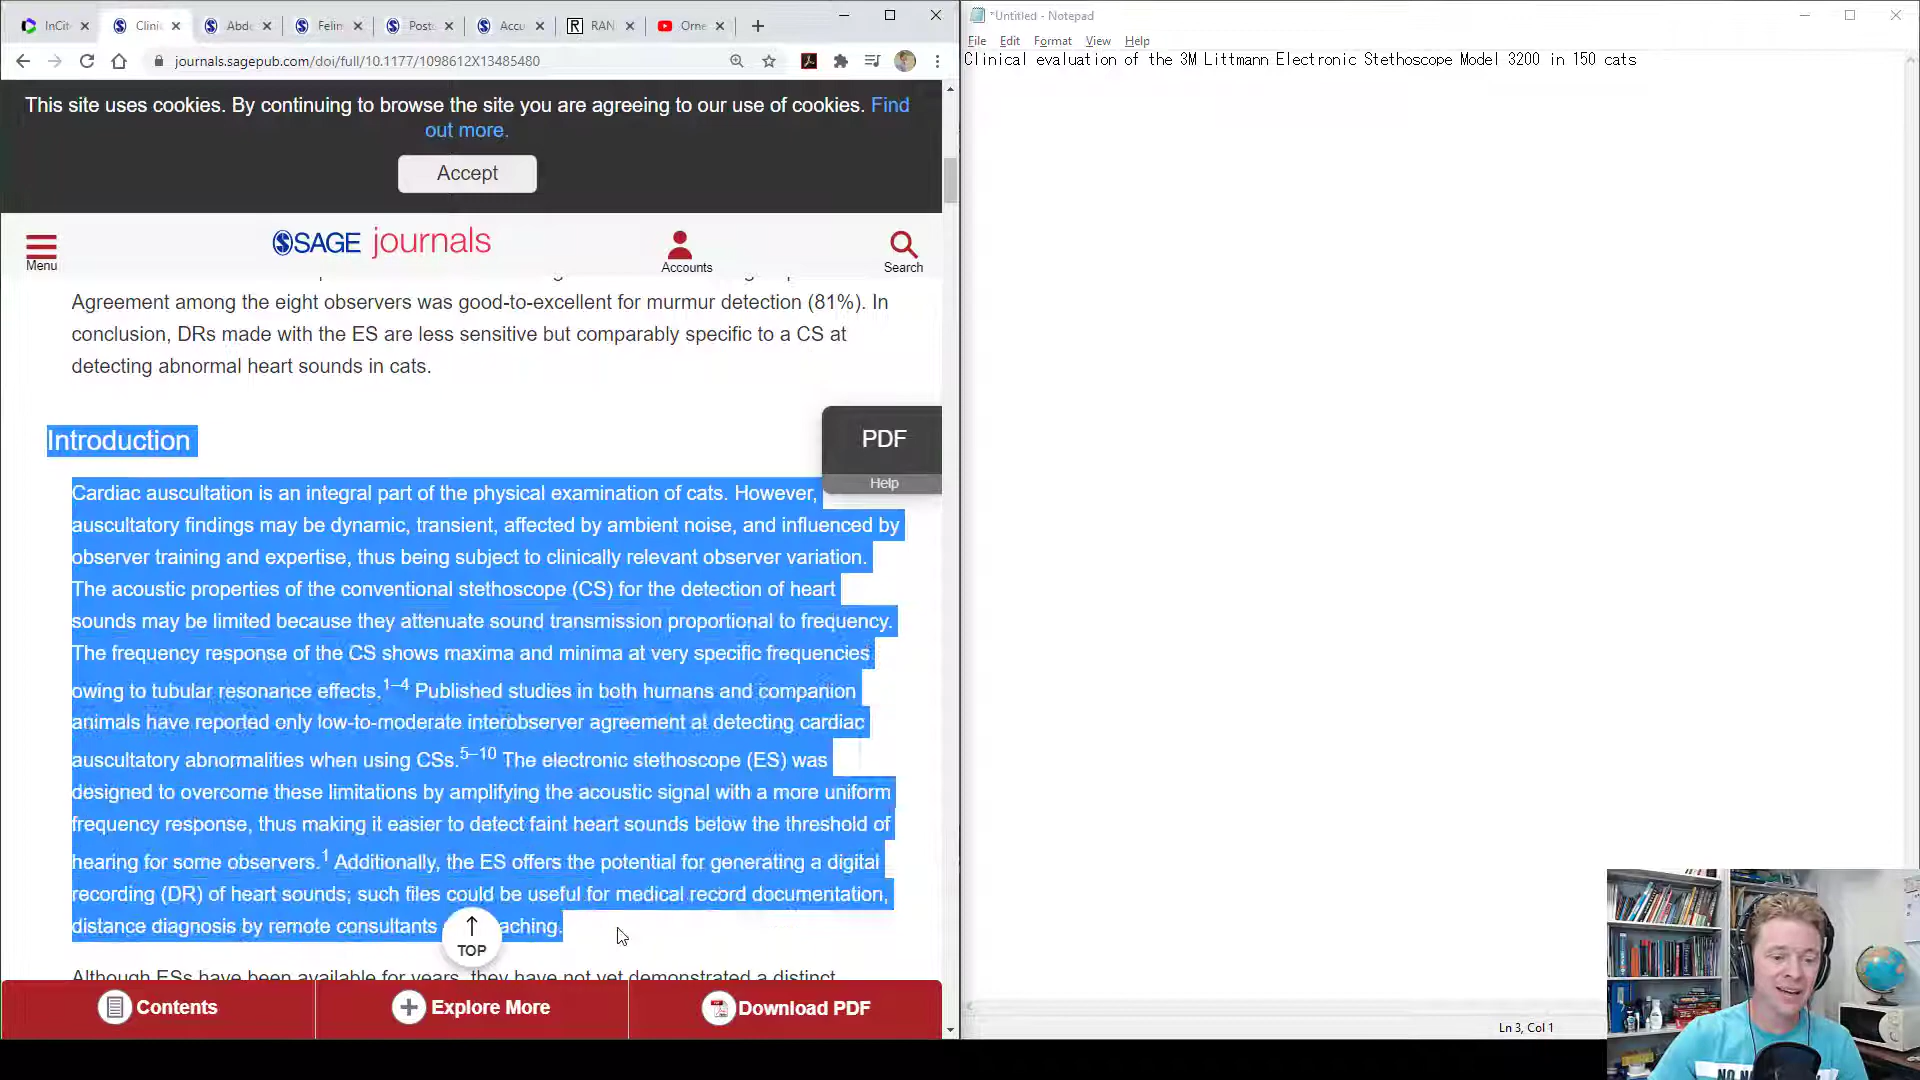 InCit
Clinic
Abdo
Felin
Post
Accu
RAN
Orne
journals.sagepub.com/doi/full/10.1177/1098612X13485480
This site uses cookies. By continuing to browse the site you are agreeing to our use of cookies. Find
out more.
Accept
Menu
SAGE journals
Accounts
Search
Agreement among the eight observers was good-to-excellent for murmur detection (81%). In
conclusion, DRs made with the ES are less sensitive but comparably specific to a CS at
detecting abnormal heart sounds in cats.
Introduction
PDF
Help
Cardiac auscultation is an integral part of the physical examination of cats. However,
auscultatory findings may be dynamic, transient, affected by ambient noise, and influenced by
observer training and expertise, thus being subject to clinically relevant observer variation.
The acoustic properties of the conventional stethoscope (CS) for the detection of heart
sounds may be limited because they attenuate sound transmission proportional to frequency.
The frequency response of the CS shows maxima and minima at very specific frequencies
owing to tubular resonance effects.1–4 Published studies in both humans and companion
animals have reported only low-to-moderate interobserver agreement at detecting cardiac
auscultatory abnormalities when using CSs.5–10 The electronic stethoscope (ES) was
designed to overcome these limitations by amplifying the acoustic signal with a more uniform
frequency response, thus making it easier to detect faint heart sounds below the threshold of
hearing for some observers.1 Additionally, the ES offers the potential for generating a digital
recording (DR) of heart sounds; such files could be useful for medical record documentation,
distance diagnosis by remote consultants aching.
TOP
Although ESs have been available for years, they have not yet demonstrated a distinct
Contents
Explore More
Download PDF
*Untitled - Notepad
File Edit Format View Help
Clinical evaluation of the 3M Littmann Electronic Stethoscope Model 3200 in 150 cats
Ln 3, Col 1